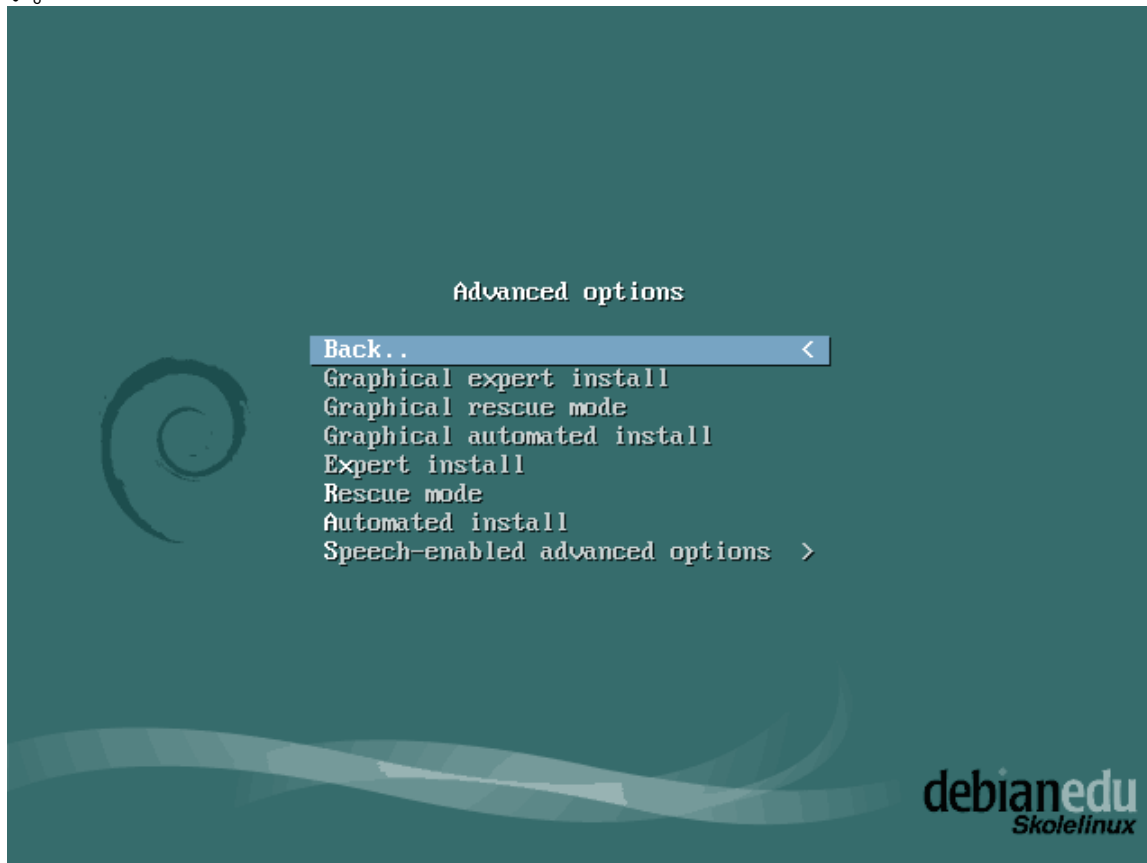 Advanced options
Back.. <
Graphical expert install
Graphical rescue mode
Graphical automated install
Expert install
Rescue mode
Automated install
Speech-enabled advanced options >
debianedu
Skolelinux